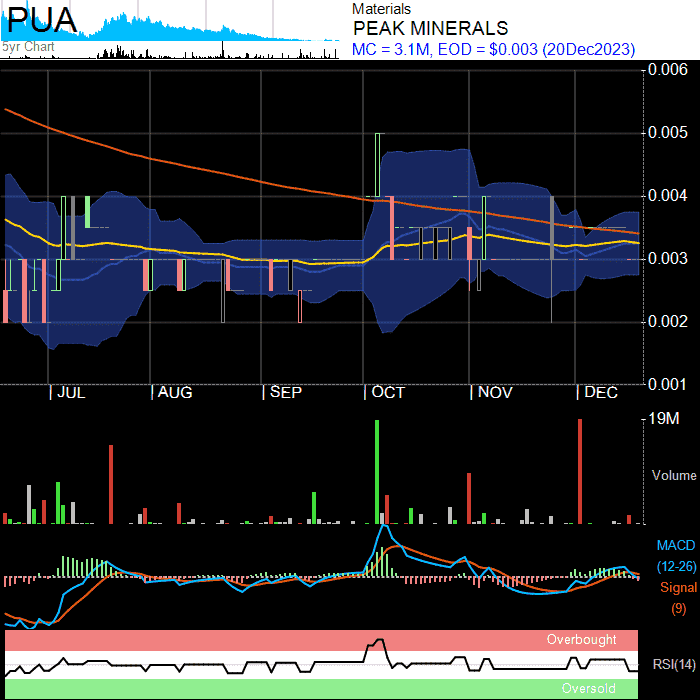 PUA
5yr Chart
Materials
PEAK MINERALS
MC = 3.1M, EOD = $0.003 (20Dec2023)
0.006
0.005
0.004
0.003
0.002
0.001
JUL
AUG
SEP
OCT
NOV
DEC
19M
Volume
MACD
(12-26)
Signal
(9)
Overbought
RSI(14)
Oversold